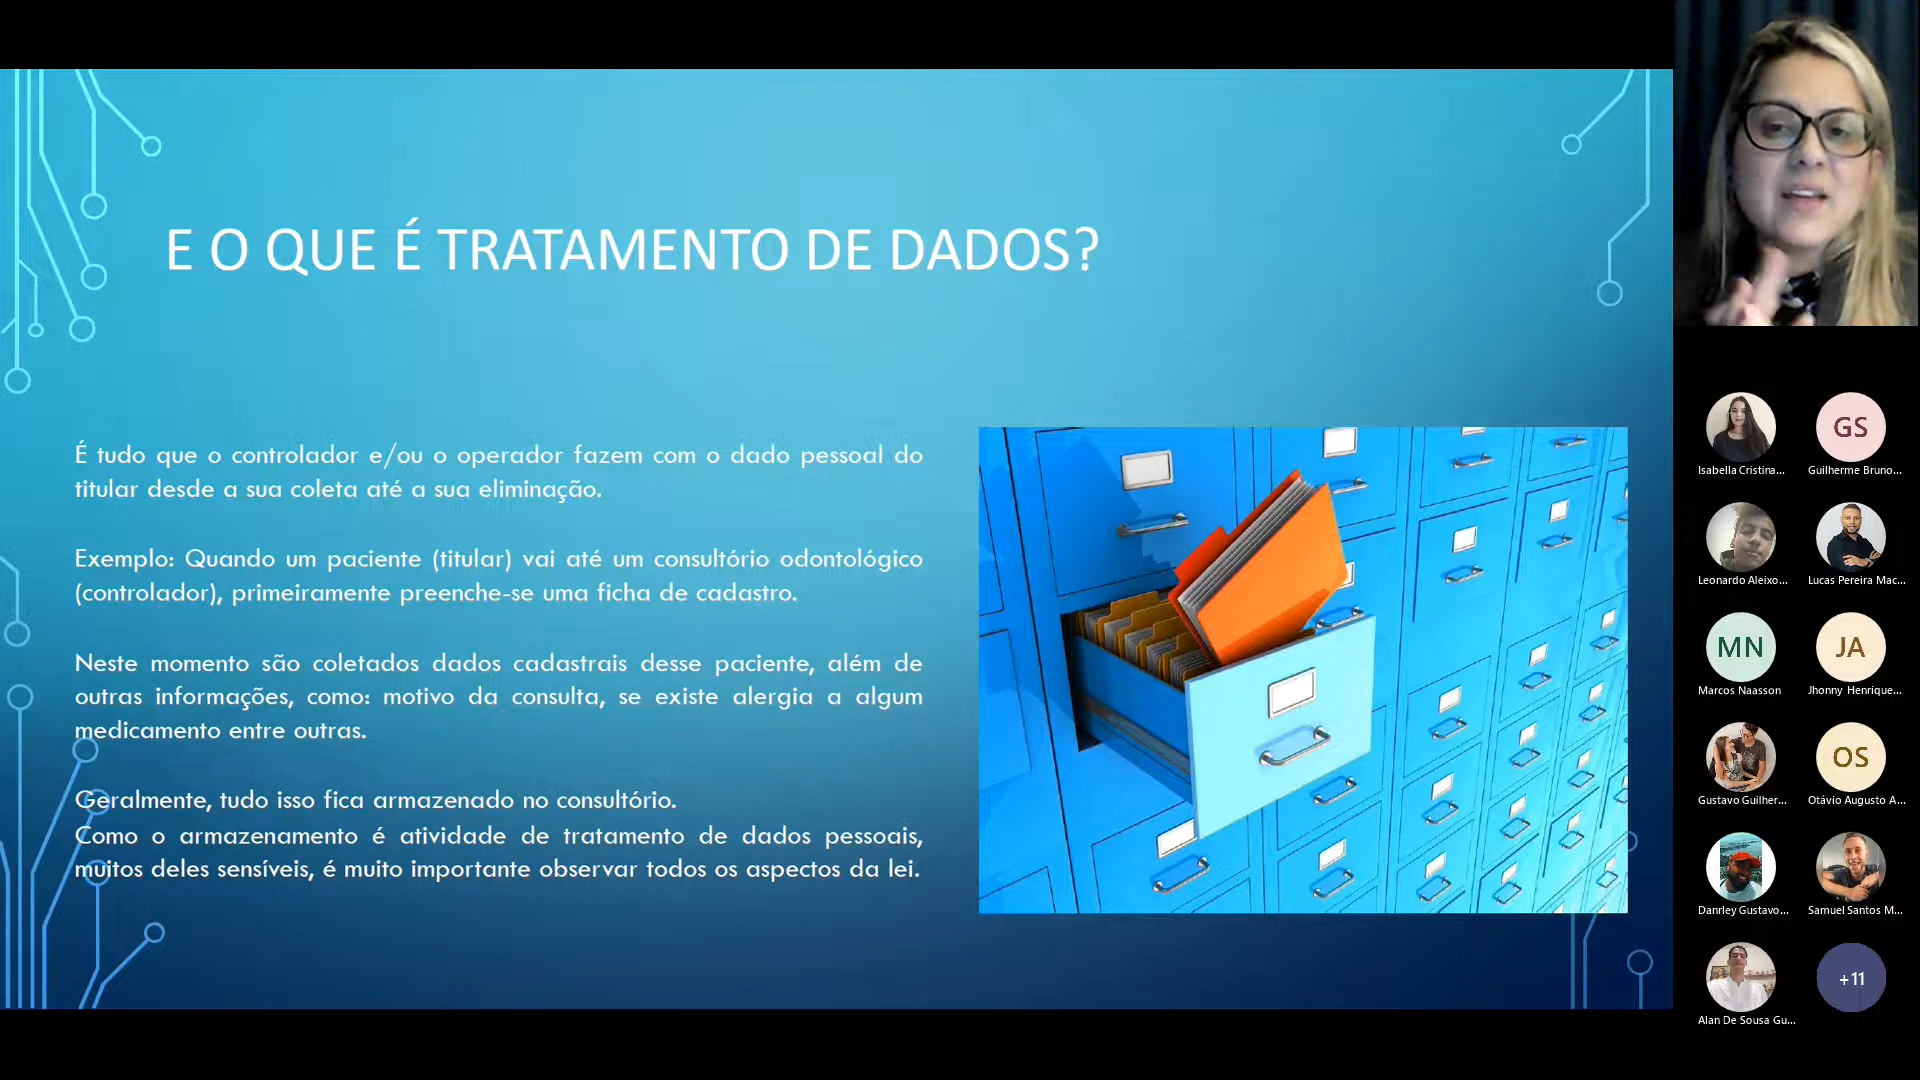 E O QUE É TRATAMENTO DE DADOS?
É tudo que o controlador e/ou o operador fazem com o dado pessoal do
titular desde a sua coleta até a sua eliminação.
Exemplo: Quando um paciente (titular) vai até um consultório odontológico
(controlador), primeiramente preenche-se uma ficha de cadastro.
Neste momento são coletados dados cadastrais desse paciente, além de
outras informações, como: motivo da consulta, se existe alergia a algum
medicamento entre outras.
Geralmente, tudo isso fica armazenado no consultório.
Como o armazenamento é atividade de tratamento de dados pessoais,
muitos deles sensíveis, é muito importante observar todos os aspectos da lei.
GS
Isabella Cristina...
Guilherme Bruno...
Leonardo Aleixo...
Lucas Pereira Mac...
MN
JA
Marcos Naasson
Jhonny Henrique...
OS
Gustavo Guilher...
Otávio Augusto A...
Danrley Gustavo...
Samuel Santos M...
+11
Alan De Sousa Gu...